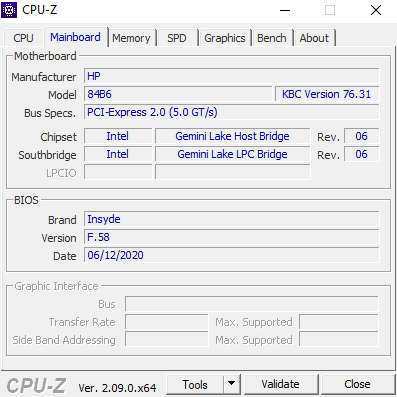 CPU-Z
CPU Mainboard Memory SPD Graphics Bench About
Motherboard
Manufacturer HP
Model 84B6 KBC Version 76.31
Bus Specs. PCI-Express 2.0 (5.0 GT/s)
Chipset Intel Gemini Lake Host Bridge Rev. 06
Southbridge Intel Gemini Lake LPC Bridge Rev. 06
LPCIO
BIOS
Brand Insyde
Version F.58
Date 06/12/2020
Graphic Interface
Bus
Transfer Rate Max. Supported
Side Band Addressing Max. Supported
CPU-Z Ver. 2.09.0.x64 Tools Validate Close